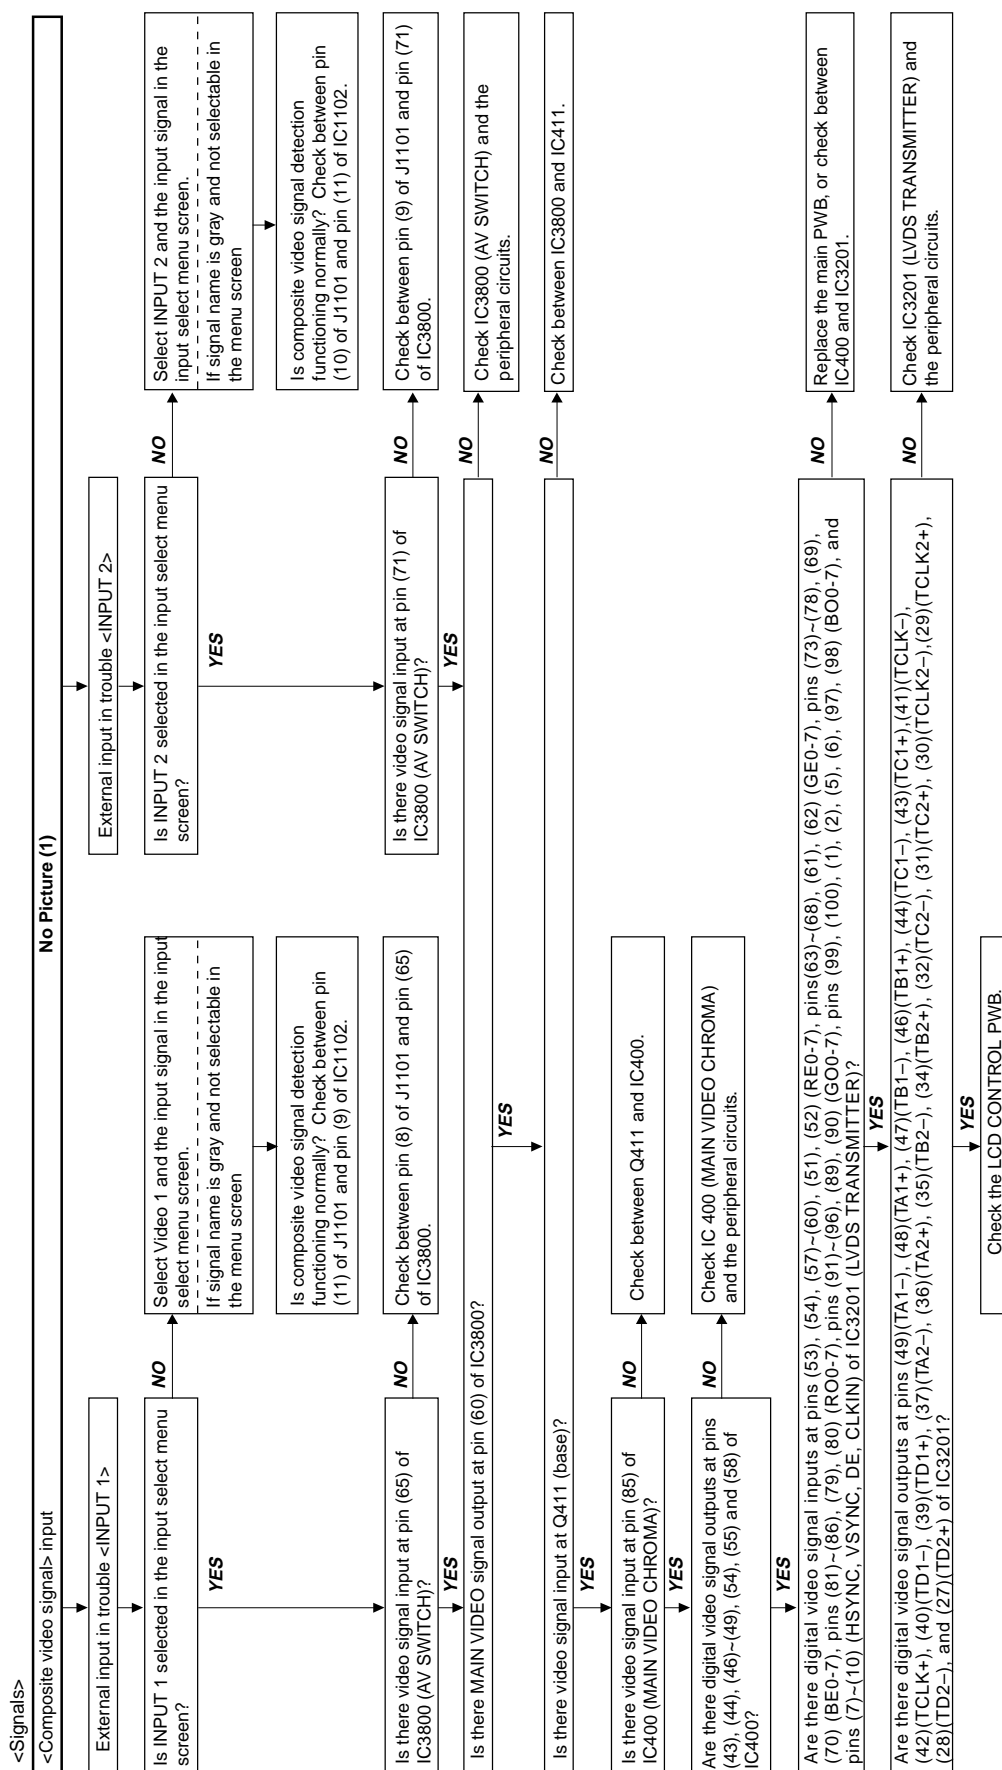 <Signals>
No Picture (1)
<Composite video signal> input
External input in trouble <INPUT 1>
Is INPUT 1 selected in the input select menu
screen?
NO
Select Video 1 and the input signal in the input
select menu screen.
If signal name is gray and not selectable in
the menu screen
Is composite video signal detection
functioning normally? Check between pin
(11) of J1101 and pin (9) of IC1102.
YES
Is there video signal input at pin (65) of
IC3800 (AV SWITCH)?
NO
Check between pin (8) of J1101 and pin (65)
of IC3800.
YES
External input in trouble <INPUT 2>
Is INPUT 2 selected in the input select menu
screen?
NO
Select INPUT 2 and the input signal in the
input select menu screen.
If signal name is gray and not selectable in
the menu screen
Is composite video signal detection
functioning normally? Check between pin
(10) of J1101 and pin (11) of IC1102.
YES
Is there video signal input at pin (71) of
IC3800 (AV SWITCH)?
NO
Check between pin (9) of J1101 and pin (71)
of IC3800.
YES
Is there MAIN VIDEO signal output at pin (60) of IC3800?
NO
Check IC3800 (AV SWITCH) and the
peripheral circuits.
YES
Is there video signal input at Q411 (base)?
NO
Check between IC3800 and IC411.
YES
Is there video signal input at pin (85) of
IC400 (MAIN VIDEO CHROMA)?
NO
Check between Q411 and IC400.
YES
Are there digital video signal outputs at pins
(43), (44), (46~(49), (54), (55) and (58) of
IC400?
NO
Check IC 400 (MAIN VIDEO CHROMA)
and the peripheral circuits.
YES
Are there digital video signal inputs at pins (53), (54), (57)~(60), (51), (52) (RE0-7), pins(63)~(68), (61), (62) (GE0-7), pins (73)~(78), (69),
(70) (BE0-7), pins (81)~(86), (79), (80) (RO0-7), pins (91~(96), (89), (90) (GO0-7), pins (99), (100), (1), (2), (5), (6), (97), (98) (BO0-7), and
pins (7)~(10) (HSYNC, VSYNC, DE, CLKIN) of IC3201 (LVDS TRANSMITTER)?
NO
Replace the main PWB, or check between
IC400 and IC3201.
YES
Are there digital video signal outputs at pins (49)(TA1–), (48)(TA1+), (47)(TB1–), (46)(TB1+), (44)(TC1–), (43)(TC1+),(41)(TCLK–),
(42)(TCLK+), (40)(TD1–), (39)(TD1+), (37)(TA2–), (36)(TA2+), (35)(TB2–), (34)(TB2+), (32)(TC2–), (31)(TC2+), (30)(TCLK2–),(29)(TCLK2+),
(28)(TD2–), and (27)(TD2+) of IC3201?
NO
Check IC3201 (LVDS TRANSMITTER) and
the peripheral circuits.
YES
Check the LCD CONTROL PWB.